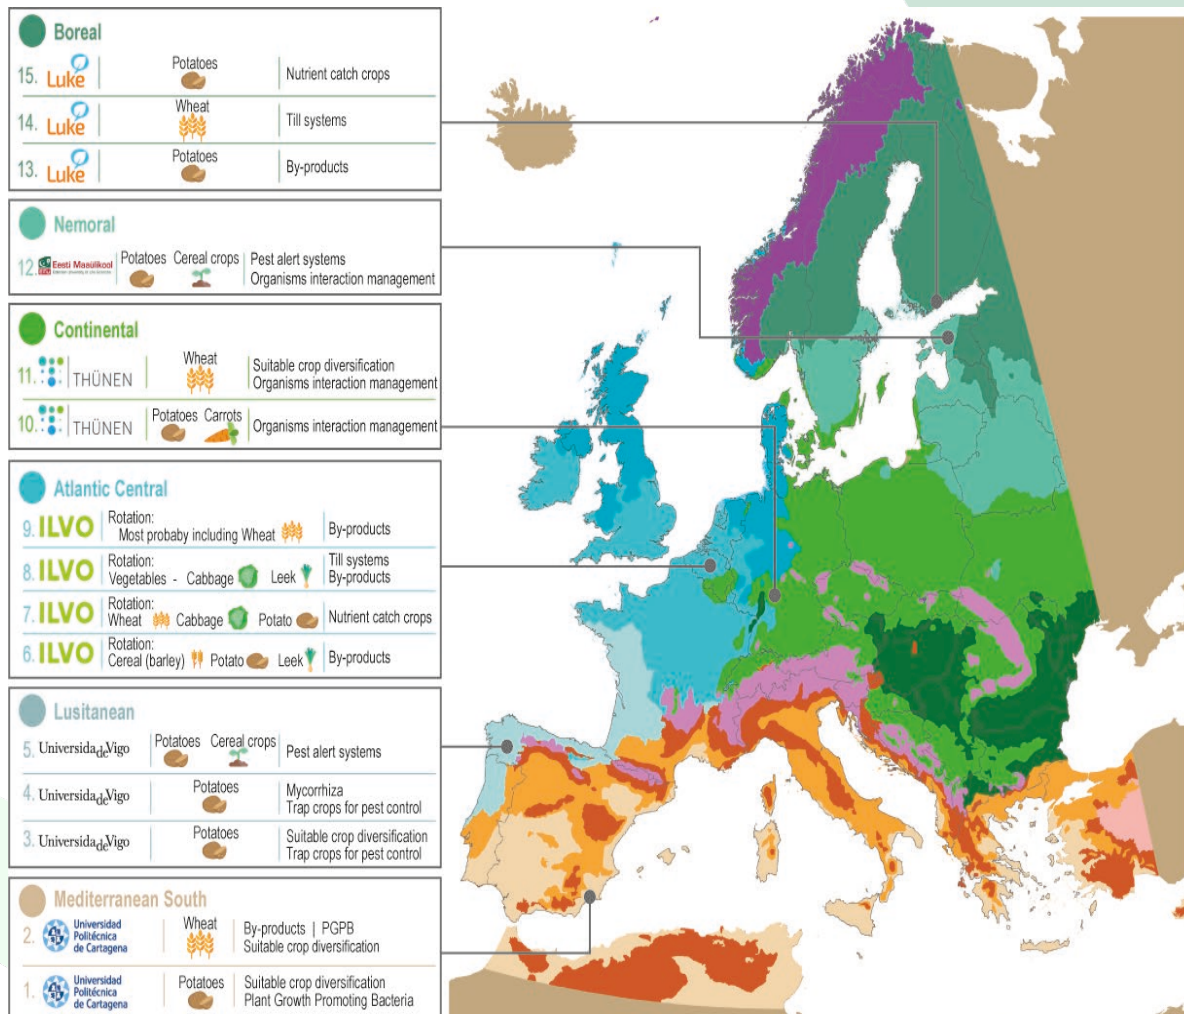 Boreal
15. Luke Potatoes Nutrient catch crops
14. Luke Wheat Till systems
13. Luke Potatoes By-products
Nemoral
12. Eesti Maaülikool Potatoes Cereal crops Pest alert systems
Organisms interaction management
Continental
11. THÜNEN Wheat Suitable crop diversification
Organisms interaction management
10. THÜNEN Potatoes Carrots Organisms interaction management
Atlantic Central
9. ILVO Rotation:
Most probaby including Wheat By-products
8. ILVO Rotation: Till systems
Vegetables - Cabbage Leek By-products
7. ILVO Rotation:
Wheat Cabbage Potato Nutrient catch crops
6. ILVO Rotation:
Cereal (barley) Potato Leek By-products
Lusitanean
5. UniversidadeVigo Potatoes Cereal crops Pest alert systems
4. UniversidadeVigo Potatoes Mycorrhiza
Trap crops for pest control
3. UniversidadeVigo Potatoes Suitable crop diversification
Trap crops for pest control
Mediterranean South
2. Universidad Politécnica de Cartagena Wheat By-products | PGPB
Suitable crop diversification
1. Universidad Politécnica de Cartagena Potatoes Suitable crop diversification
Plant Growth Promoting Bacteria